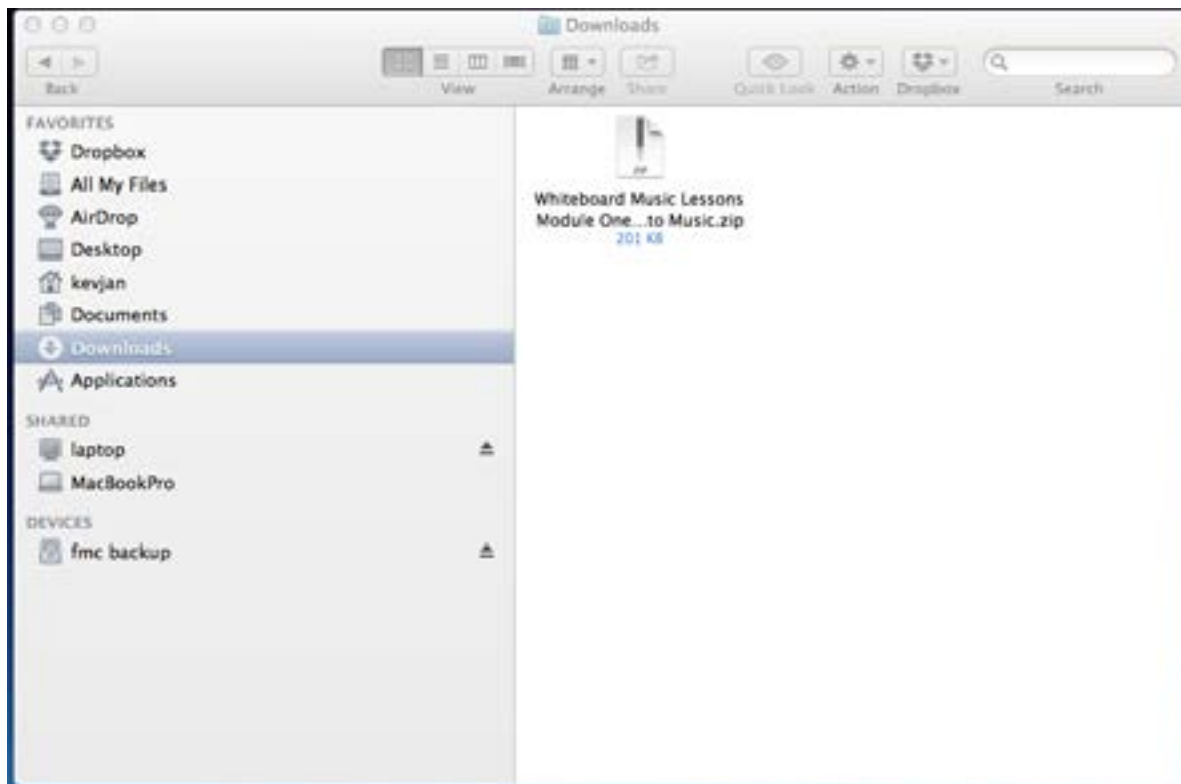 Downloads
Back
View
Arrange
Share
Quick Look
Action
Dropbox
Search
FAVORITES
Dropbox
All My Files
AirDrop
Desktop
kevjan
Documents
Downloads
Applications
SHARED
laptop
MacBookPro
DEVICES
fmc backup
ZIP
Whiteboard Music Lessons
Module One...to Music.zip
201 KB